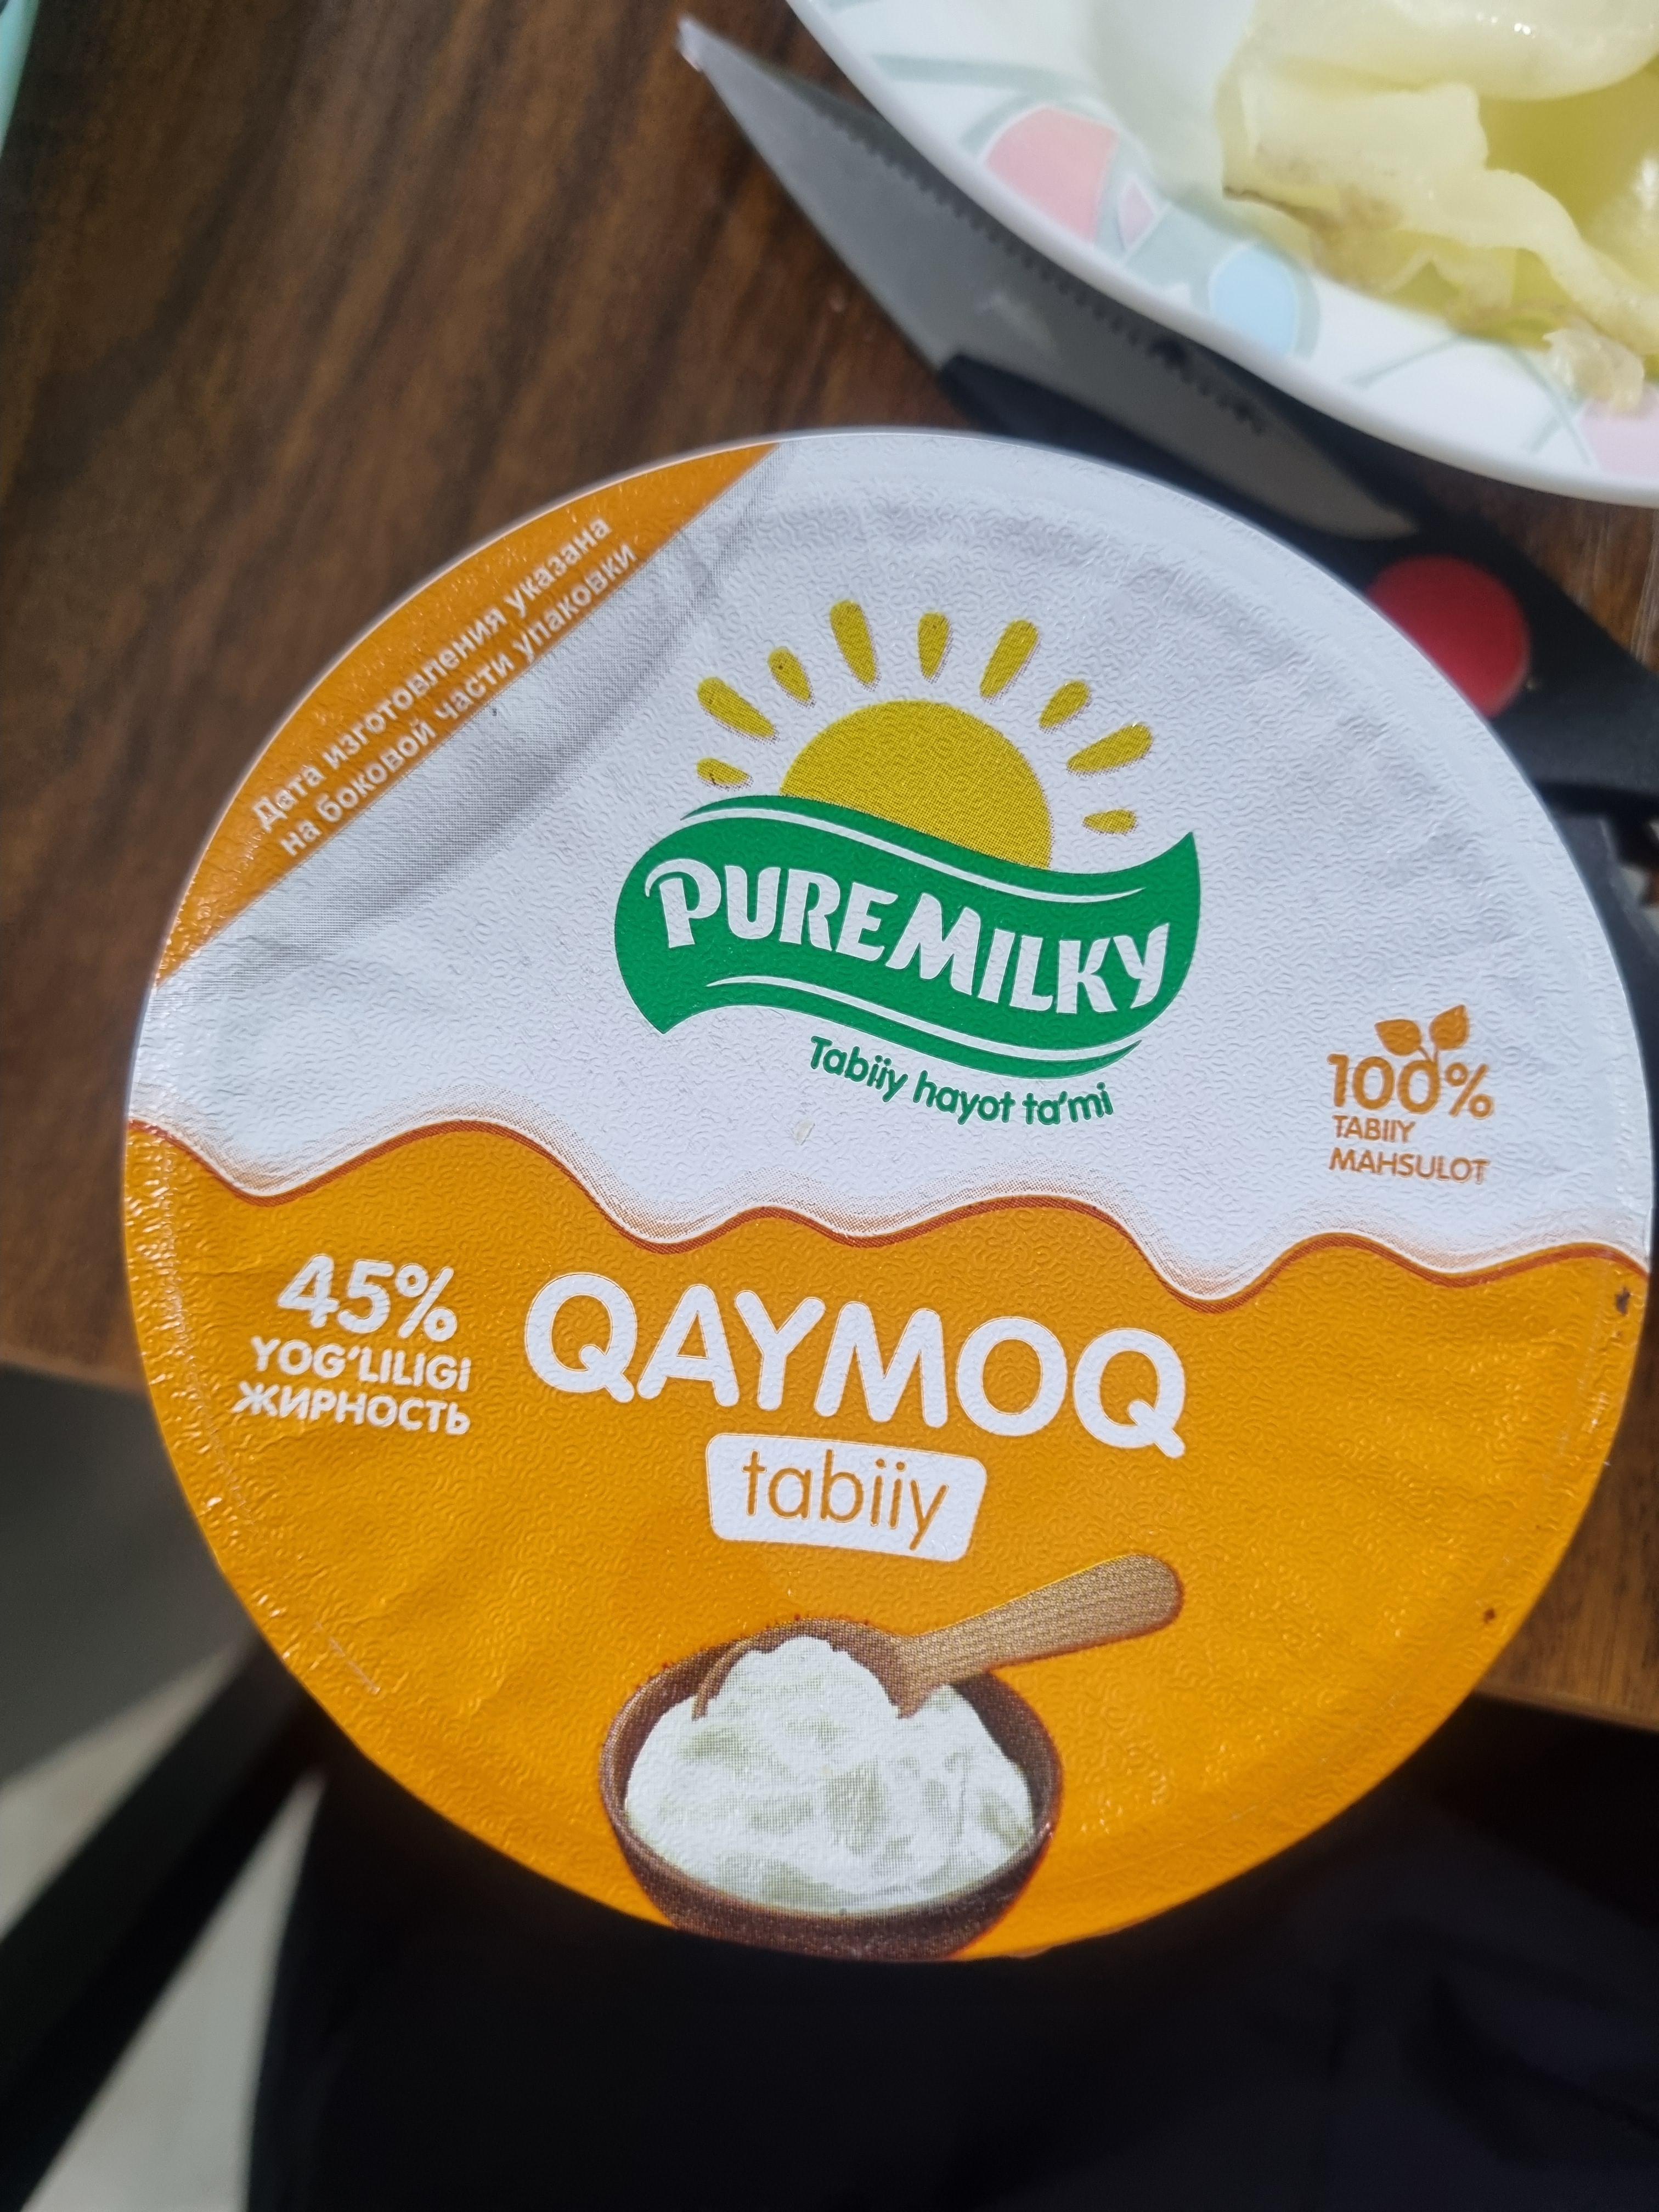 Дата изготовления указана
на боковой части упаковки
PUREMILKY
Tabiiy hayot ta'mi
100%
TABIIY
MAHSULOT
45%
YOG'LILIGI
ЖИРНОСТЬ
QAYMOQ
tabiiy